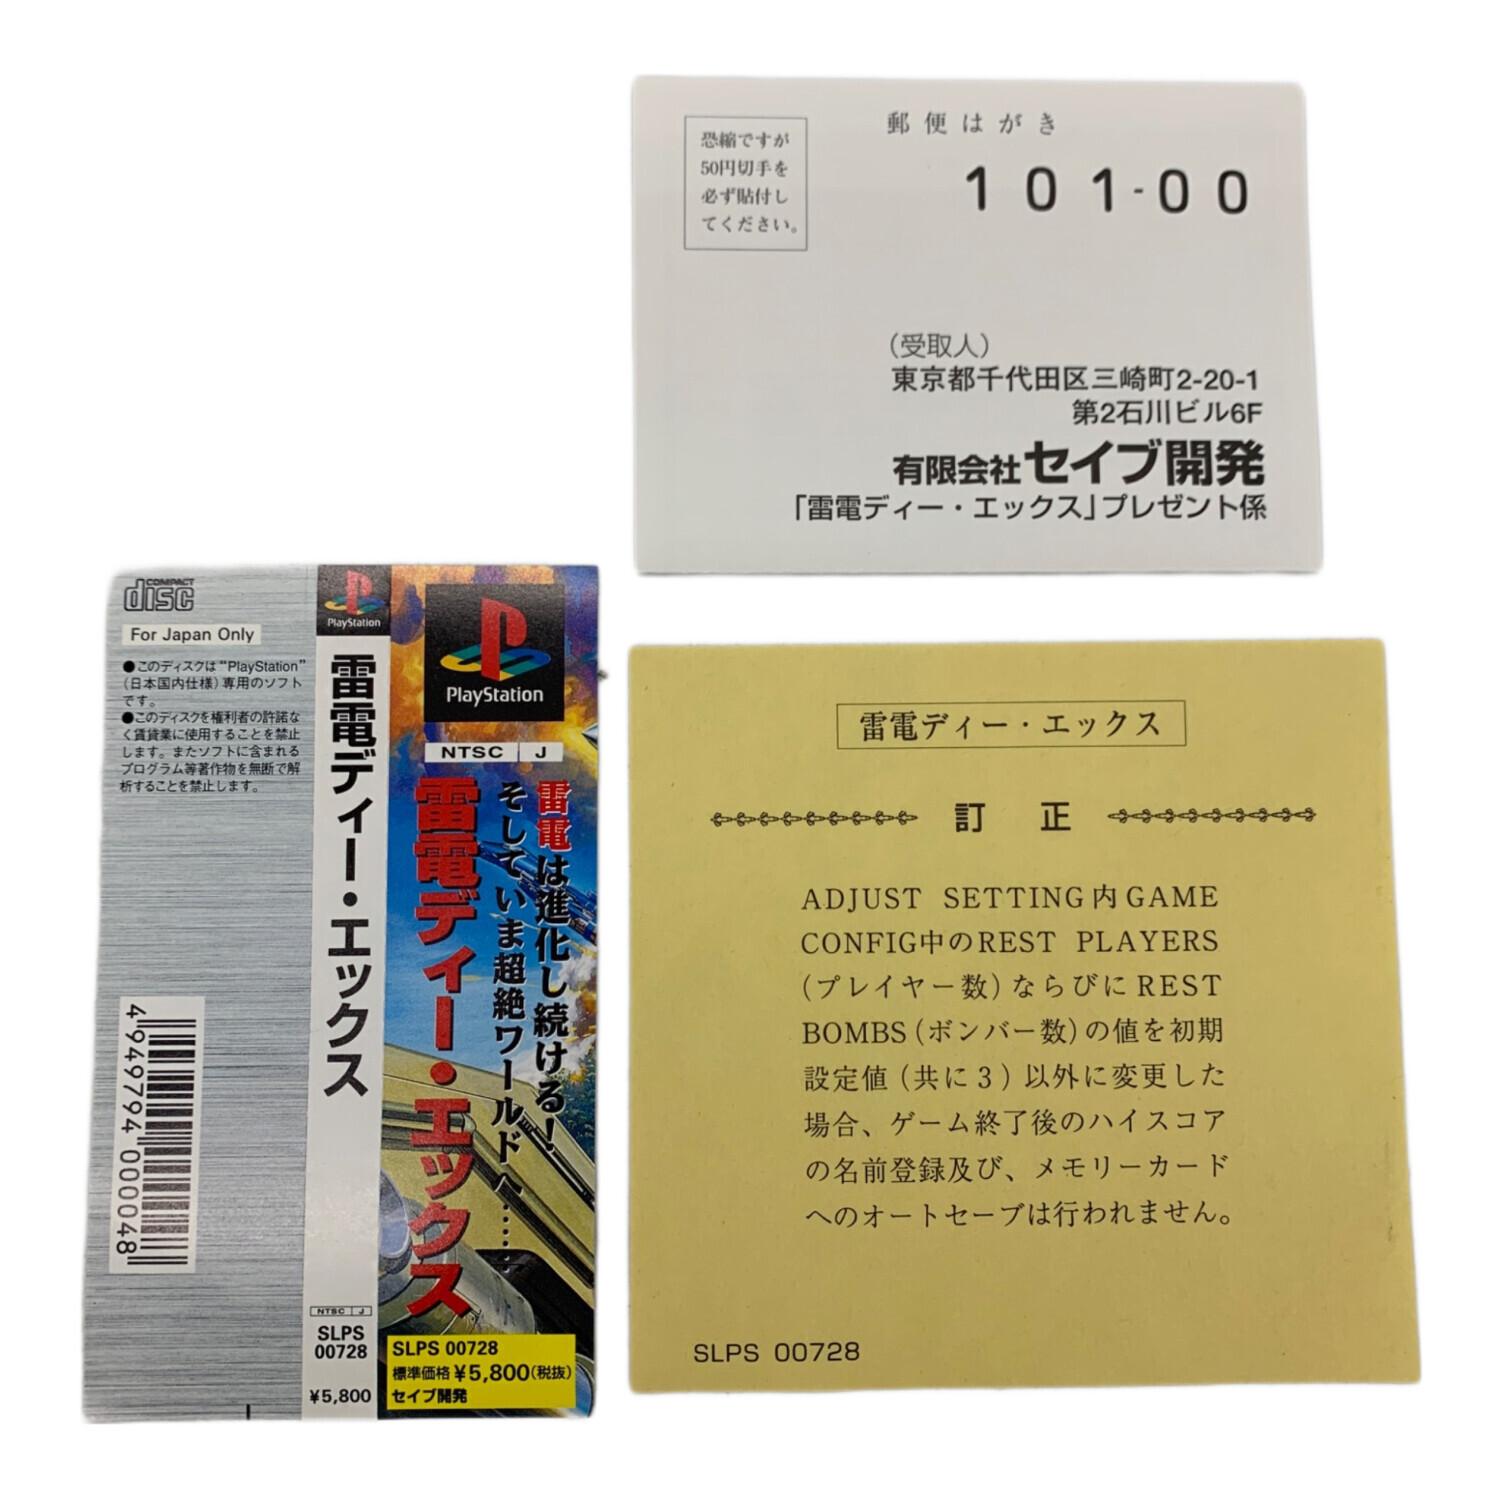 郵便はがき
恐縮ですが
50円切手を
必ず貼付し
てください。
101-00
（受取人）
東京都千代田区三崎町2-20-1
第2石川ビル6F
有限会社セイブ開発
「雷電ディー・エックス」プレゼント係
COMPACT
disc
For Japan Only
●このディスクは“PlayStation”
（日本国内仕様）専用のソフト
です。
●このディスクを権利者の許諾な
く賃貸業に使用することを禁止
します。またソフトに含まれる
プログラム等著作物を無断で解
析することを禁止します。
4949794000048
PlayStation
雷電ディー・エックス
NTSC J
SLPS
00728
¥5,800
PlayStation
NTSC J
雷電は進化し続ける!
そしていま超絶ワールドへ……
雷電ディー・エックス
SLPS 00728
標準価格¥5,800（税抜）
セイブ開発
雷電ディー・エックス
訂 正
ADJUST SETTING内GAME
CONFIG中のREST PLAYERS
（プレイヤー数）ならびにREST
BOMBS（ボンバー数）の値を初期
設定値（共に３）以外に変更した
場合、ゲーム終了後のハイスコア
の名前登録及び、メモリーカード
へのオートセーブは行われません。
SLPS 00728